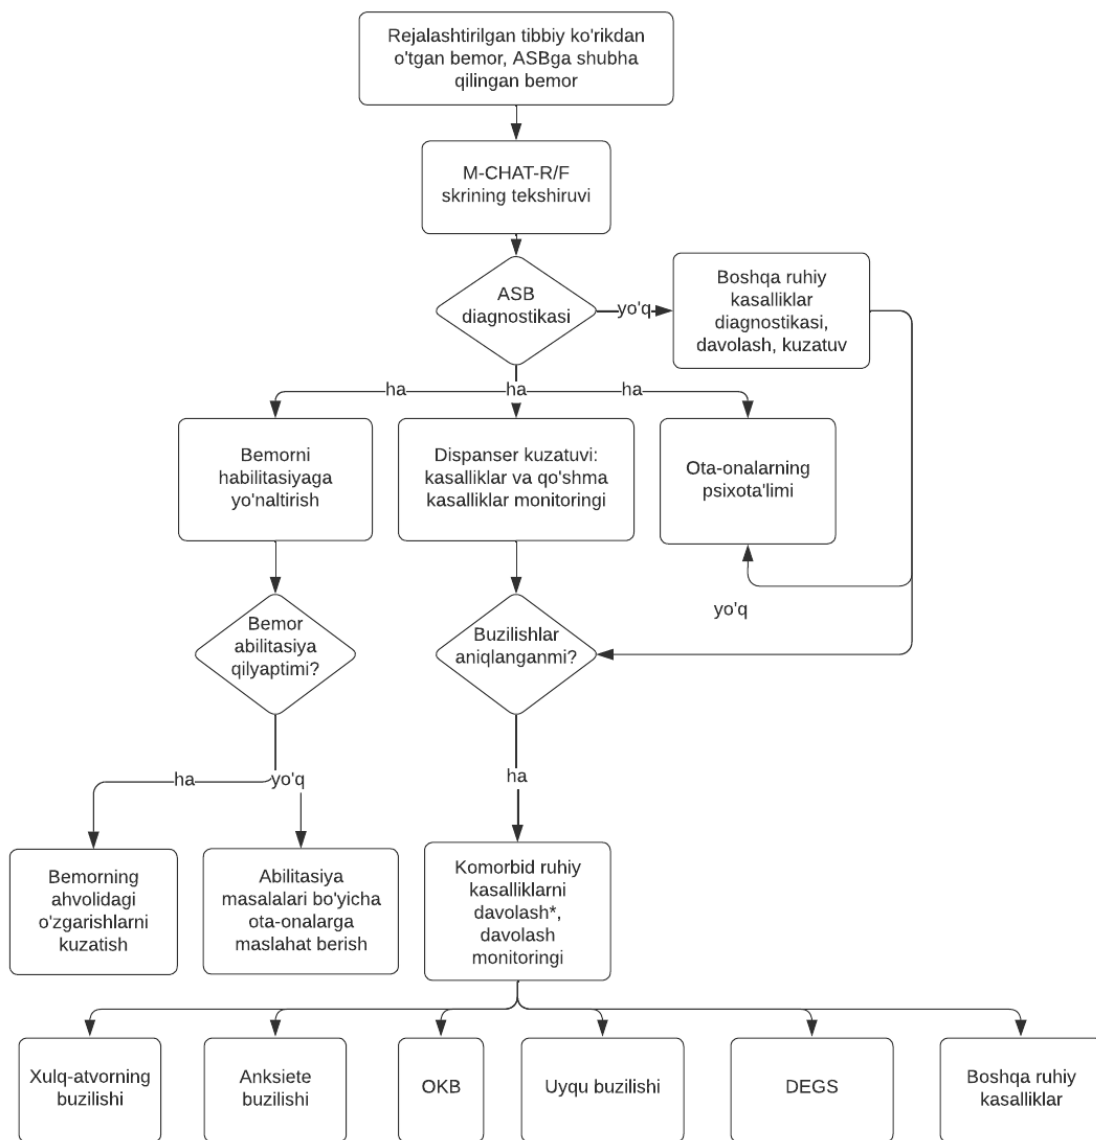 Rejalashtirilgan tibbiy ko'rikdan
o'tgan bemor, ASBga shubha
qilingan bemor
M-CHAT-R/F
skrining tekshiruvi
ASB
diagnostikasi
yo'q
Boshqa ruhiy
kasalliklar
diagnostikasi,
davolash, kuzatuv
ha
ha
ha
Bemorni
habilitasiyaga
yo'naltirish
Dispanser kuzatuvi:
kasalliklar va qo'shma
kasalliklar monitoringi
Ota-onalarning
psixota'limi
yo'q
Bemor
abilitasiya
qilyaptimi?
Buzilishlar
aniqlanganmi?
ha
yo'q
ha
Bemorning
ahvolidagi
o'zgarishlarni
kuzatish
Abilitasiya
masalalari bo'yicha
ota-onalarga
maslahat berish
Komorbid ruhiy
kasalliklarni
davolash*,
davolash
monitoringi
Xulq-atvorning
buzilishi
Anksiete
buzilishi
OKB
Uyqu buzilishi
DEGS
Boshqa ruhiy
kasalliklar